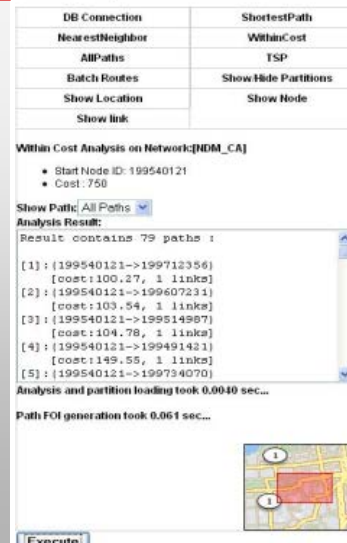 DB Connection ShortestPath
NearestNeighbor WithinCost
AllPaths TSP
Batch Routes Show/Hide Partitions
Show Location Show Node
Show link
Within Cost Analysis on Network:[NDM_CA]
• Start Node ID: 199540121
• Cost : 750
Show Path: All Paths
Analysis Result:
Result contains 79 paths :
[1]:(199540121->199712356)
[cost:100.27, 1 links]
[2]:(199540121->199607231)
[cost:103.54, 1 links]
[3]:(199540121->199514987)
[cost:104.78, 1 links]
[4]:(199540121->199491421)
[cost:149.55, 1 links]
[5]:(199540121->199734070)
Analysis and partition loading took 0.0040 sec...
Path FOI generation took 0.061 sec...
1
1
Execute